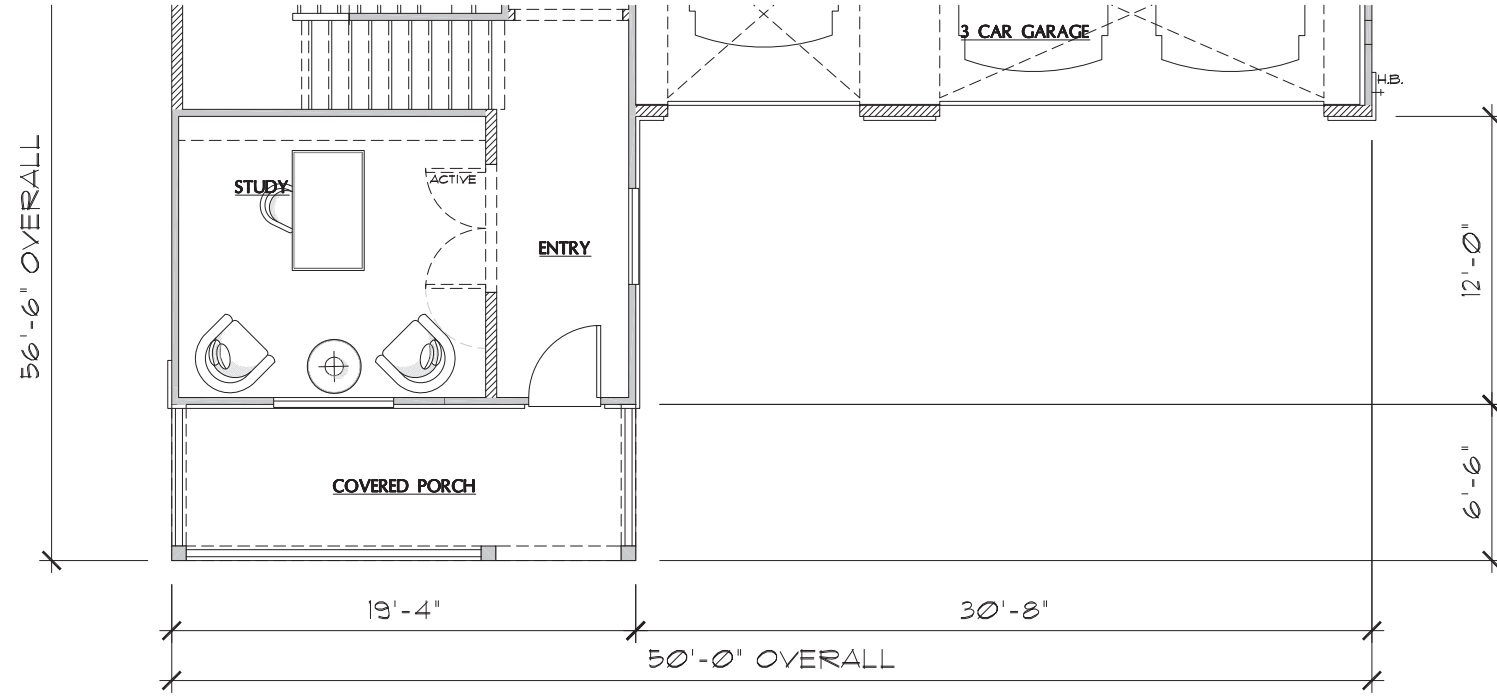 3 CAR GARAGE
H.B.
STUDY
ACTIVE
ENTRY
COVERED PORCH
56'-6" OVERALL
12'-0"
6'-6"
19'-4"
30'-8"
50'-0" OVERALL